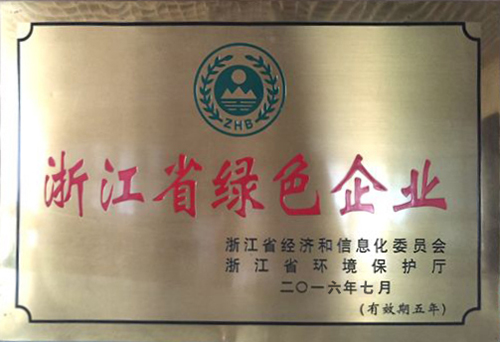 ZHB
浙江省绿色企业
浙江省经济和信息化委员会
浙江省环境保护厅
二〇一六年七月
(有效期五年)